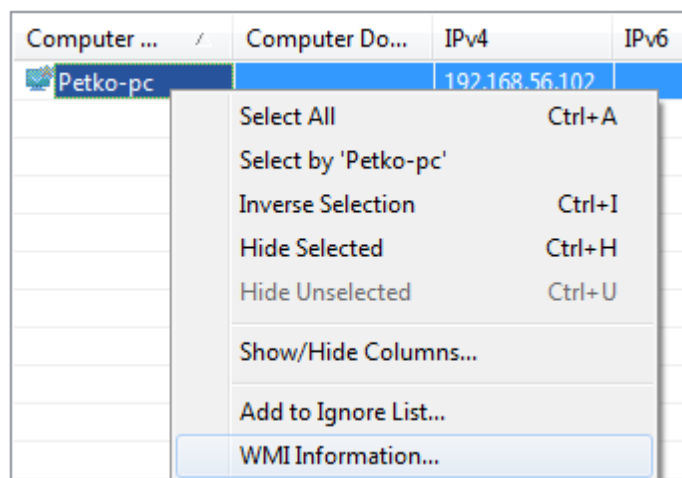 Computer ... Computer Do... IPv4 IPv6
Petko-pc 192.168.56.102
Select All Ctrl+A
Select by 'Petko-pc'
Inverse Selection Ctrl+I
Hide Selected Ctrl+H
Hide Unselected Ctrl+U
Show/Hide Columns...
Add to Ignore List...
WMI Information...